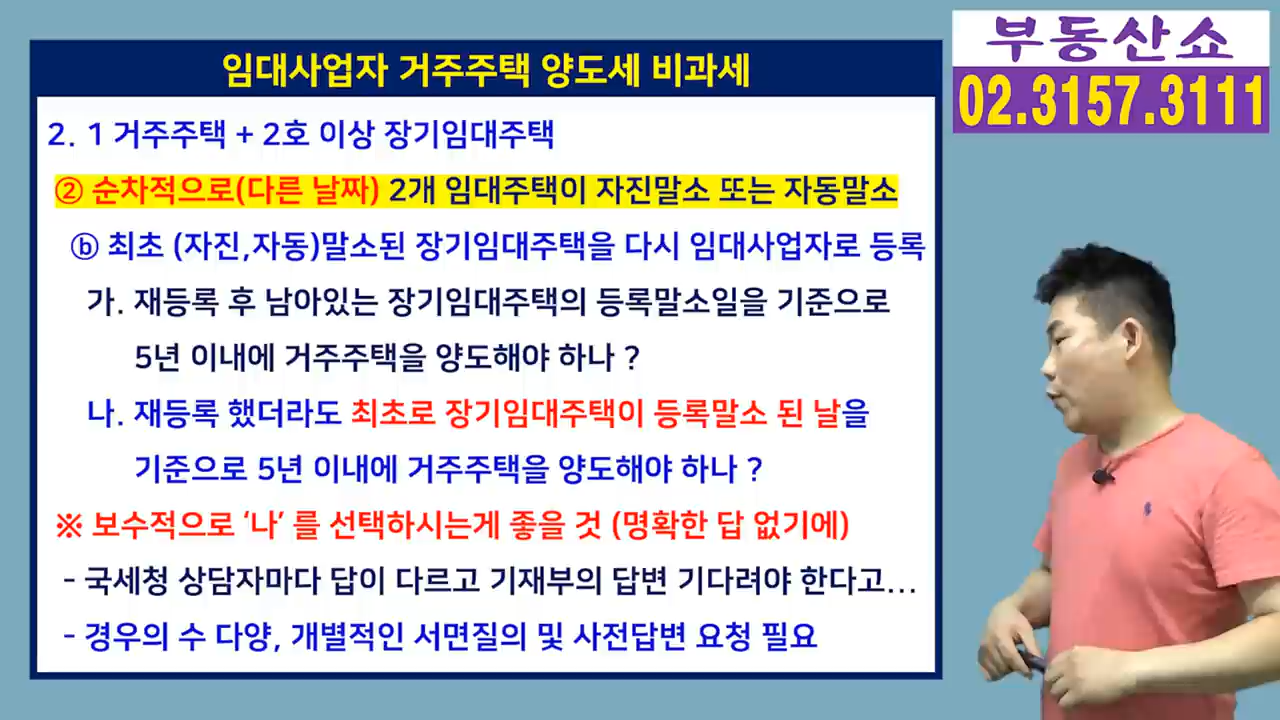 부동산쇼
02.3157.3111
임대사업자 거주주택 양도세 비과세
2. 1 거주주택 + 2호 이상 장기임대주택
② 순차적으로(다른 날짜) 2개 임대주택이 자진말소 또는 자동말소
ⓑ 최초 (자진,자동)말소된 장기임대주택을 다시 임대사업자로 등록
가. 재등록 후 남아있는 장기임대주택의 등록말소일을 기준으로
5년 이내에 거주주택을 양도해야 하나 ?
나. 재등록 했더라도 최초로 장기임대주택이 등록말소 된 날을
기준으로 5년 이내에 거주주택을 양도해야 하나 ?
※ 보수적으로 ‘나’ 를 선택하시는게 좋을 것 (명확한 답 없기에)
- 국세청 상담자마다 답이 다르고 기재부의 답변 기다려야 한다고...
- 경우의 수 다양, 개별적인 서면질의 및 사전답변 요청 필요